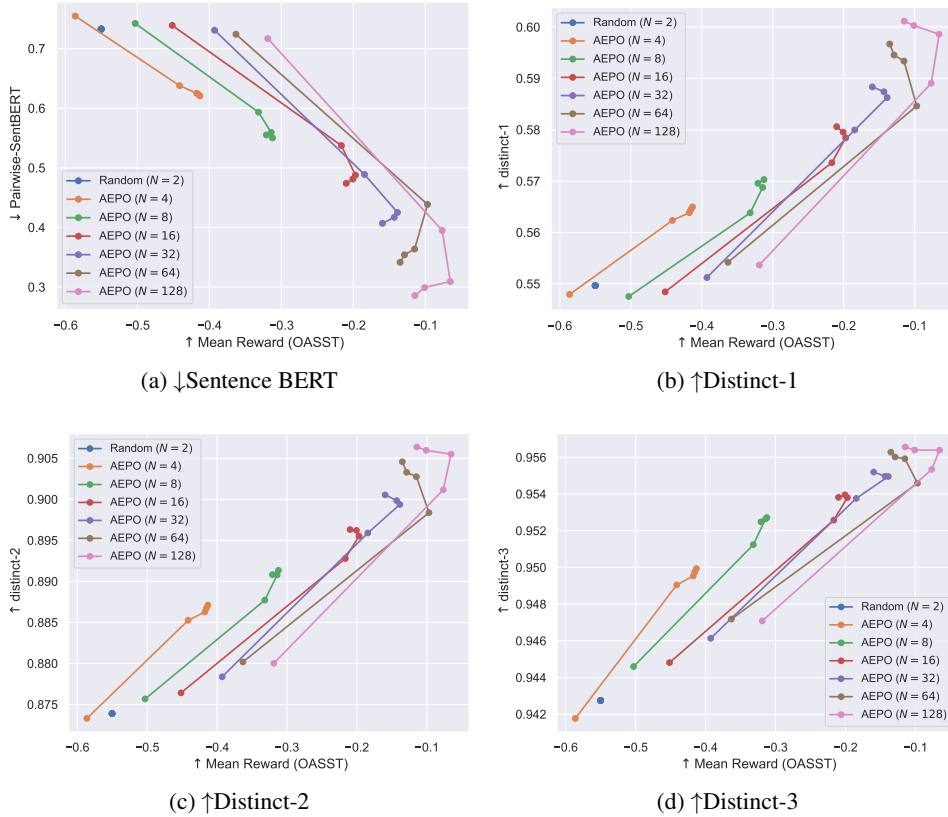 ↓ Pairwise-SentBERT
0.7
0.6
0.5
0.4
0.3
Random (N = 2)
AEPO (N = 4)
AEPO (N = 8)
AEPO (N = 16)
AEPO (N = 32)
AEPO (N = 64)
AEPO (N = 128)
−0.6 −0.5 −0.4 −0.3 −0.2 −0.1
↑ Mean Reward (OASST)
(a) ↓Sentence BERT
↑ distinct-1
0.60
0.59
0.58
0.57
0.56
0.55
Random (N = 2)
AEPO (N = 4)
AEPO (N = 8)
AEPO (N = 16)
AEPO (N = 32)
AEPO (N = 64)
AEPO (N = 128)
−0.6 −0.5 −0.4 −0.3 −0.2 −0.1
↑ Mean Reward (OASST)
(b) ↑Distinct-1
↑ distinct-2
0.905
0.900
0.895
0.890
0.885
0.880
0.875
Random (N = 2)
AEPO (N = 4)
AEPO (N = 8)
AEPO (N = 16)
AEPO (N = 32)
AEPO (N = 64)
AEPO (N = 128)
−0.6 −0.5 −0.4 −0.3 −0.2 −0.1
↑ Mean Reward (OASST)
(c) ↑Distinct-2
↑ distinct-3
0.956
0.954
0.952
0.950
0.948
0.946
0.944
0.942
Random (N = 2)
AEPO (N = 4)
AEPO (N = 8)
AEPO (N = 16)
AEPO (N = 32)
AEPO (N = 64)
AEPO (N = 128)
−0.6 −0.5 −0.4 −0.3 −0.2 −0.1
↑ Mean Reward (OASST)
(d) ↑Distinct-3